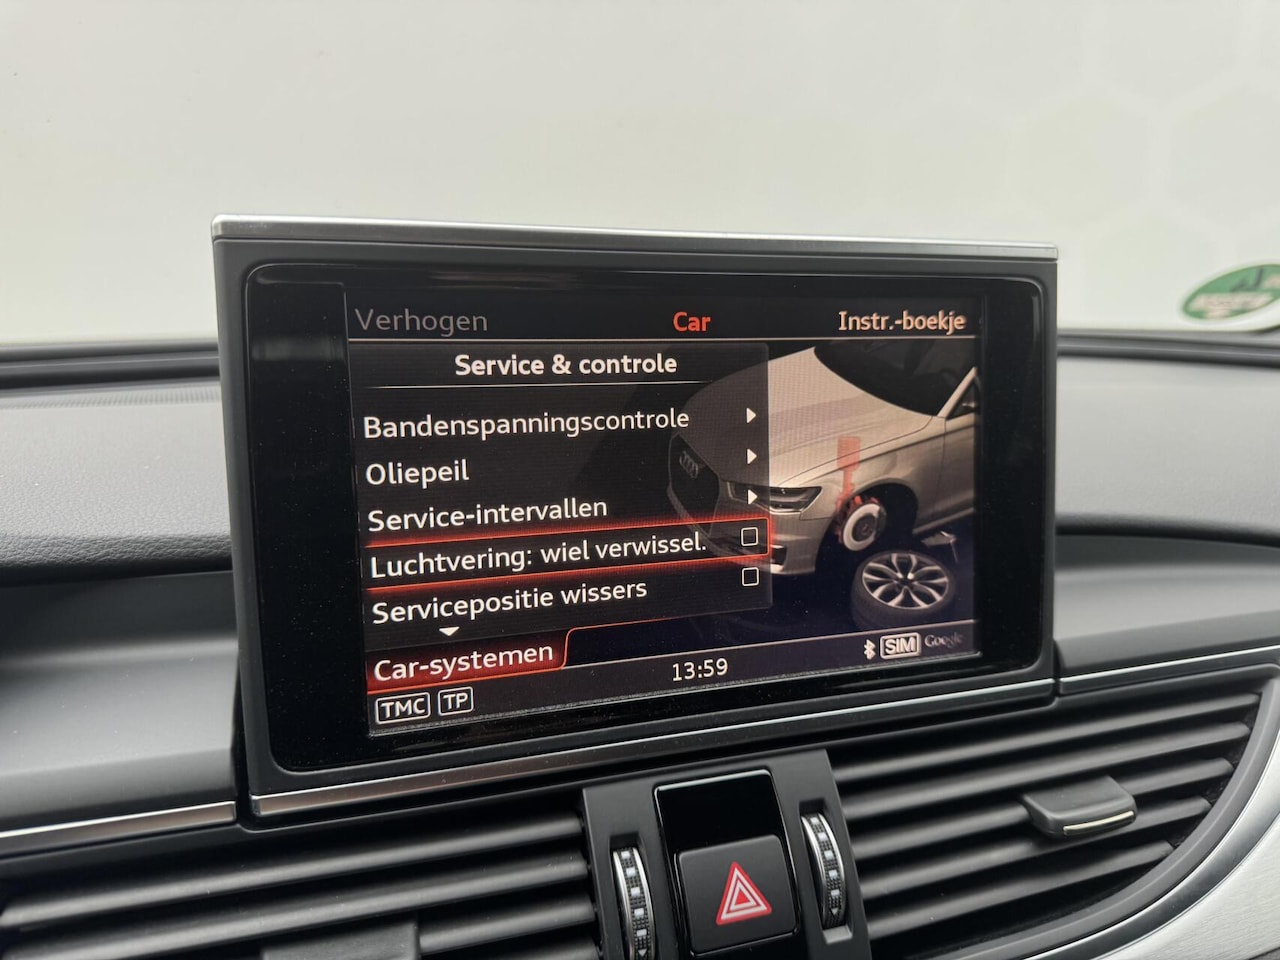 Verhogen
Car
Instr.-boekje
Service & controle
Bandenspanningscontrole
Oliepeil
Service-intervallen
Luchtvering: wiel verwissel.
Servicepositie wissers
Car-systemen
13:59
SIM
Google
TMC
TP